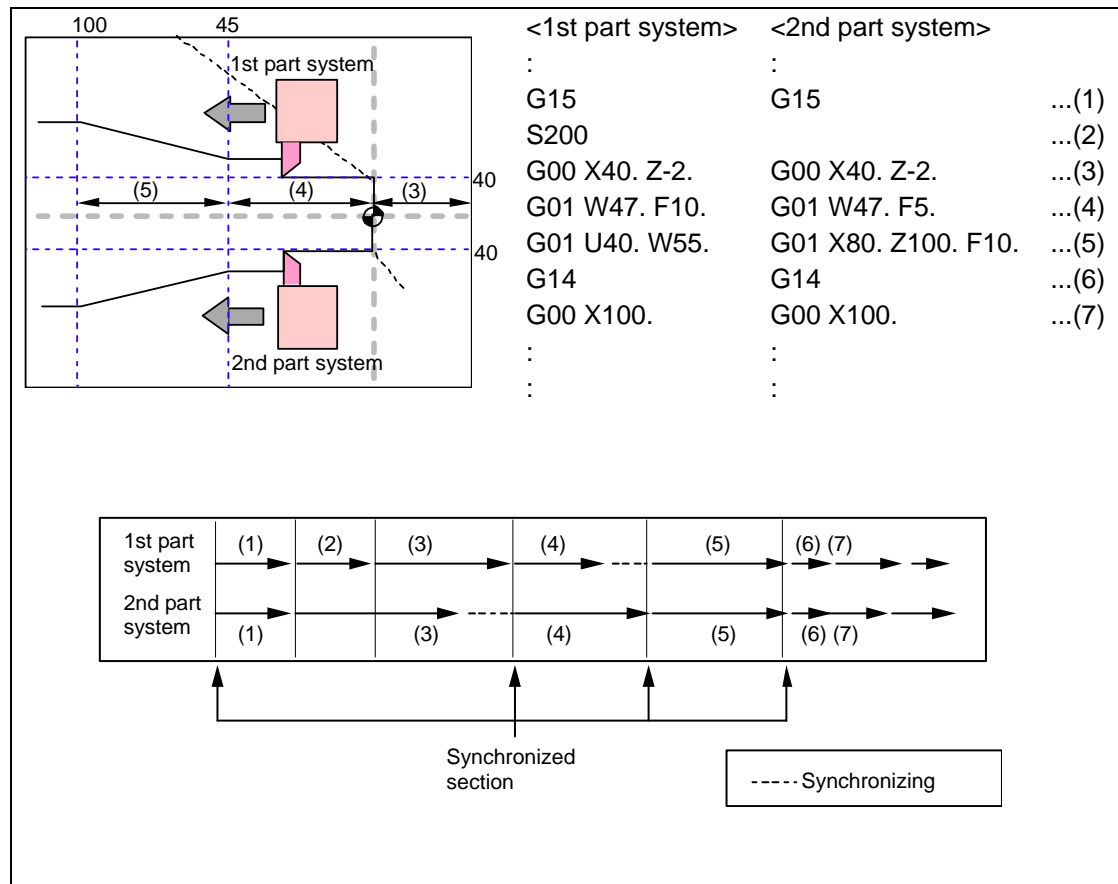 100 45
1st part system
(5) (4) (3)
40
40
2nd part system
<1st part system> <2nd part system>
: :
G15 G15 ...(1)
S200 ...(2)
G00 X40. Z-2. G00 X40. Z-2. ...(3)
G01 W47. F10. G01 W47. F5. ...(4)
G01 U40. W55. G01 X80. Z100. F10. ...(5)
G14 G14 ...(6)
G00 X100. G00 X100. ...(7)
: :
: :
1st part
system
(1) (2) (3) (4) (5) (6) (7)
2nd part
system
(1) (3) (4) (5) (6) (7)
Synchronized
section
Synchronizing